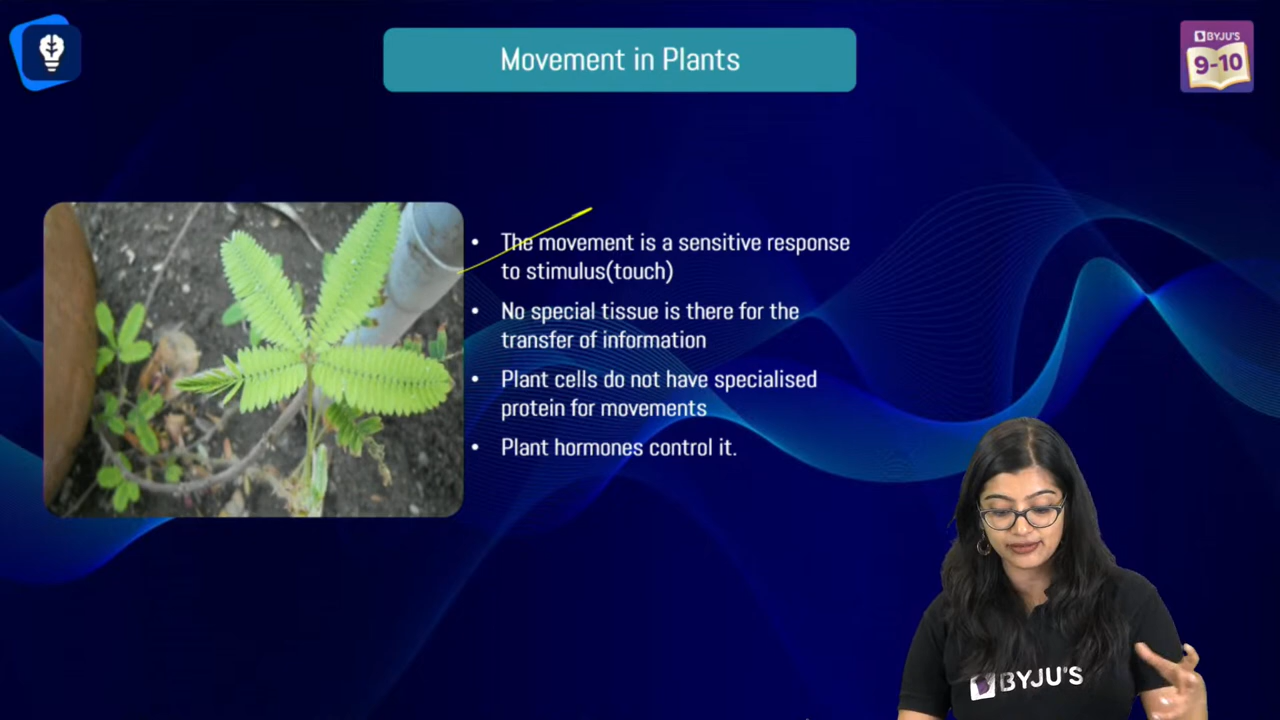 Movement in Plants
BYJU'S
9-10
• The movement is a sensitive response
to stimulus(touch)
• No special tissue is there for the
transfer of information
• Plant cells do not have specialised
protein for movements
• Plant hormones control it.
BYJU'S